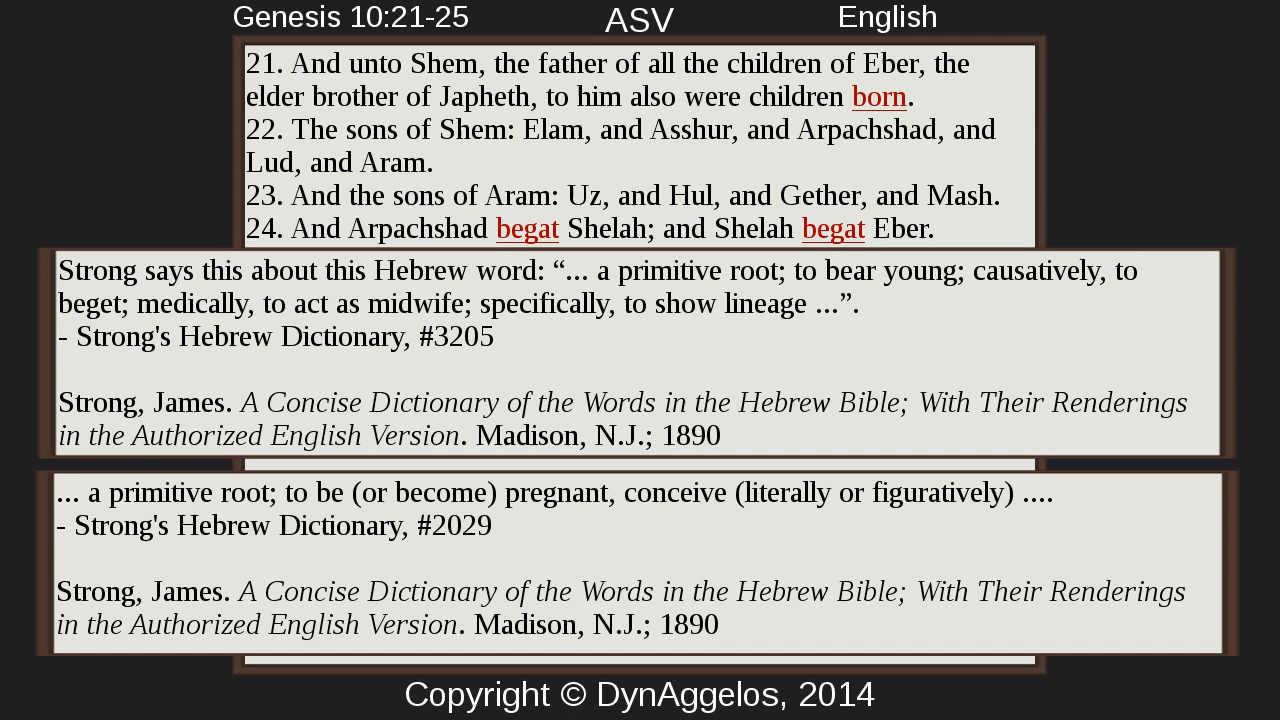 Genesis 10:21-25 ASV English
21. And unto Shem, the father of all the children of Eber, the
elder brother of Japheth, to him also were children born.
22. The sons of Shem: Elam, and Asshur, and Arpachshad, and
Lud, and Aram.
23. And the sons of Aram: Uz, and Hul, and Gether, and Mash.
24. And Arpachshad begat Shelah; and Shelah begat Eber.
Strong says this about this Hebrew word: “... a primitive root; to bear young; causatively, to
beget; medically, to act as midwife; specifically, to show lineage ...”.
- Strong's Hebrew Dictionary, #3205
Strong, James. A Concise Dictionary of the Words in the Hebrew Bible; With Their Renderings
in the Authorized English Version. Madison, N.J.; 1890
... a primitive root; to be (or become) pregnant, conceive (literally or figuratively) ....
- Strong's Hebrew Dictionary, #2029
Strong, James. A Concise Dictionary of the Words in the Hebrew Bible; With Their Renderings
in the Authorized English Version. Madison, N.J.; 1890
Copyright © DynAggelos, 2014